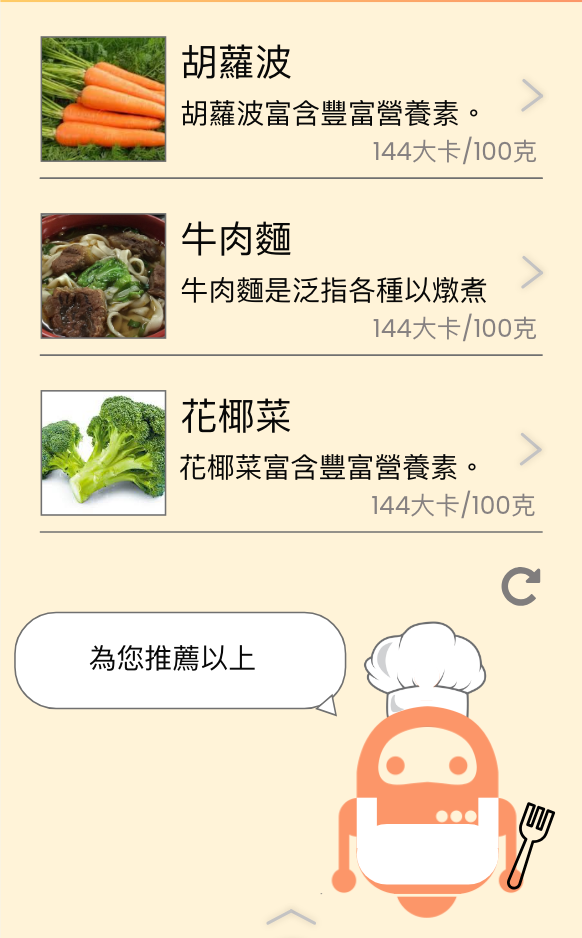 胡蘿波
胡蘿波富含豐富營養素。
144大卡/100克
牛肉麵
牛肉麵是泛指各種以燉煮
144大卡/100克
花椰菜
花椰菜富含豐富營養素。
144大卡/100克
為您推薦以上